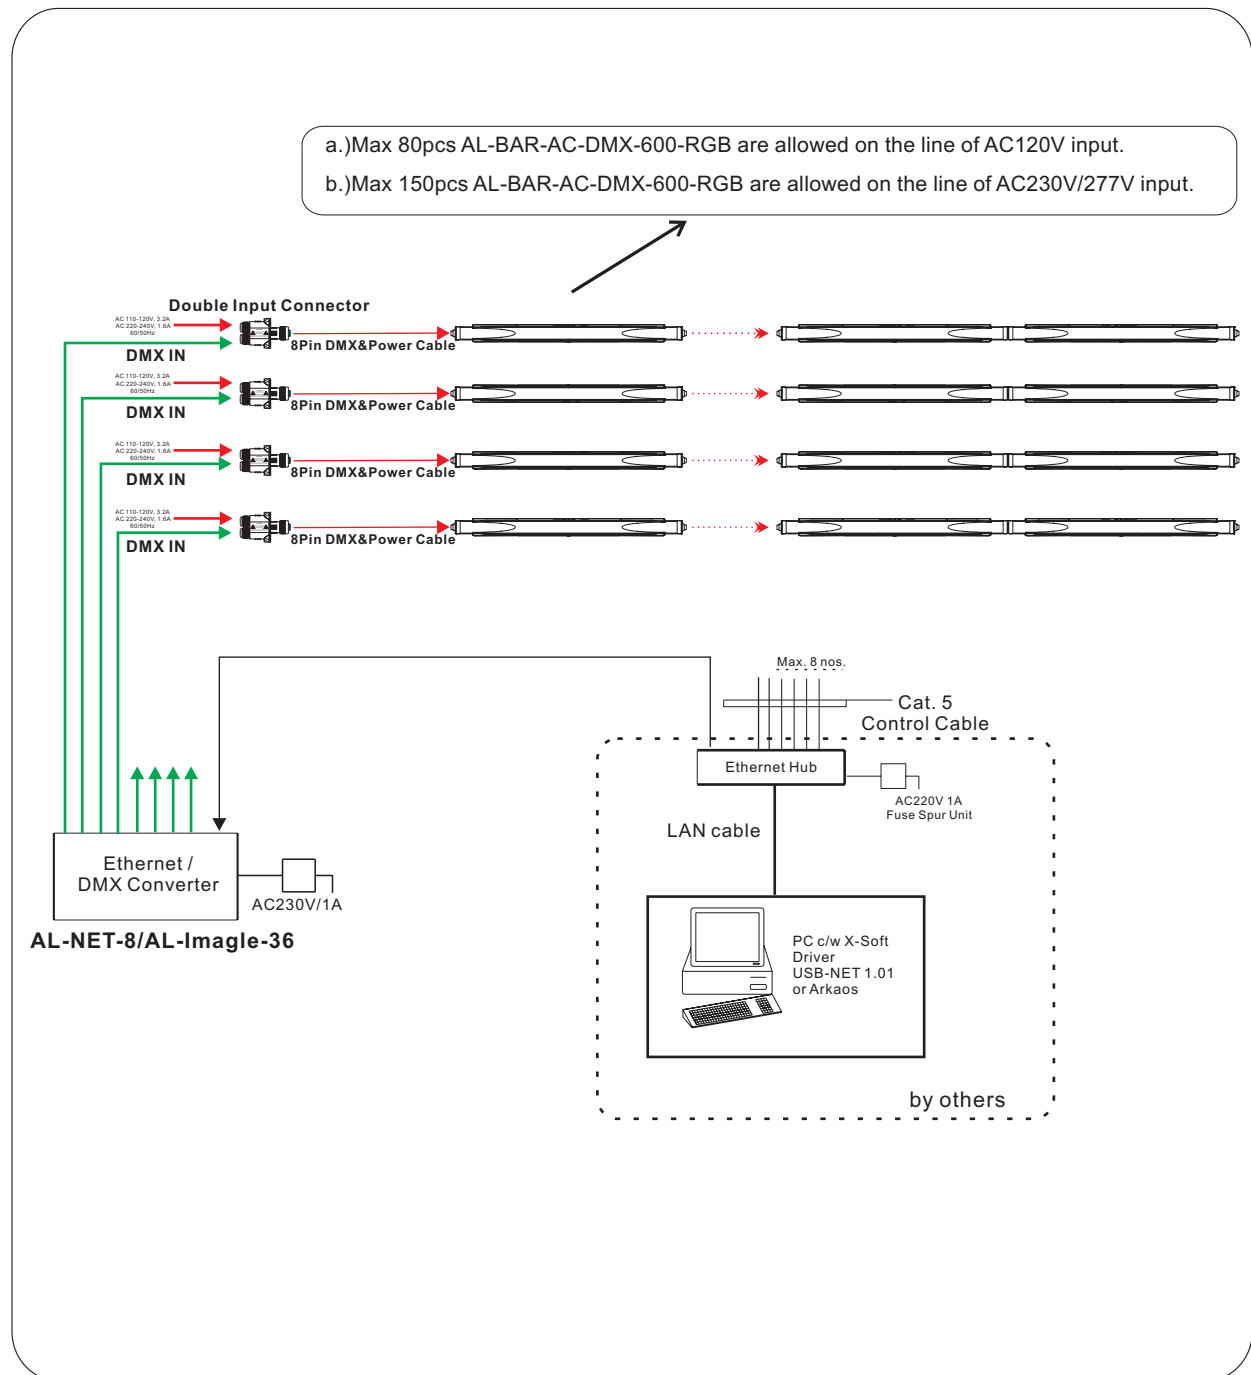 a.)Max 80pcs AL-BAR-AC-DMX-600-RGB are allowed on the line of AC120V input.
b.)Max 150pcs AL-BAR-AC-DMX-600-RGB are allowed on the line of AC230V/277V input.
Double Input Connector
AC 110-120V, 3.2A
AC 220-240V, 1.6A
60/50Hz
DMX IN
8Pin DMX&Power Cable
AC 110-120V, 3.2A
AC 220-240V, 1.6A
60/50Hz
DMX IN
8Pin DMX&Power Cable
AC 110-120V, 3.2A
AC 220-240V, 1.6A
60/50Hz
DMX IN
8Pin DMX&Power Cable
AC 110-120V, 3.2A
AC 220-240V, 1.6A
60/50Hz
DMX IN
8Pin DMX&Power Cable
Max. 8 nos.
Cat. 5
Control Cable
Ethernet Hub
AC220V 1A
Fuse Spur Unit
LAN cable
Ethernet /
DMX Converter
AC230V/1A
AL-NET-8/AL-Imagle-36
PC c/w X-Soft
Driver
USB-NET 1.01
or Arkaos
by others